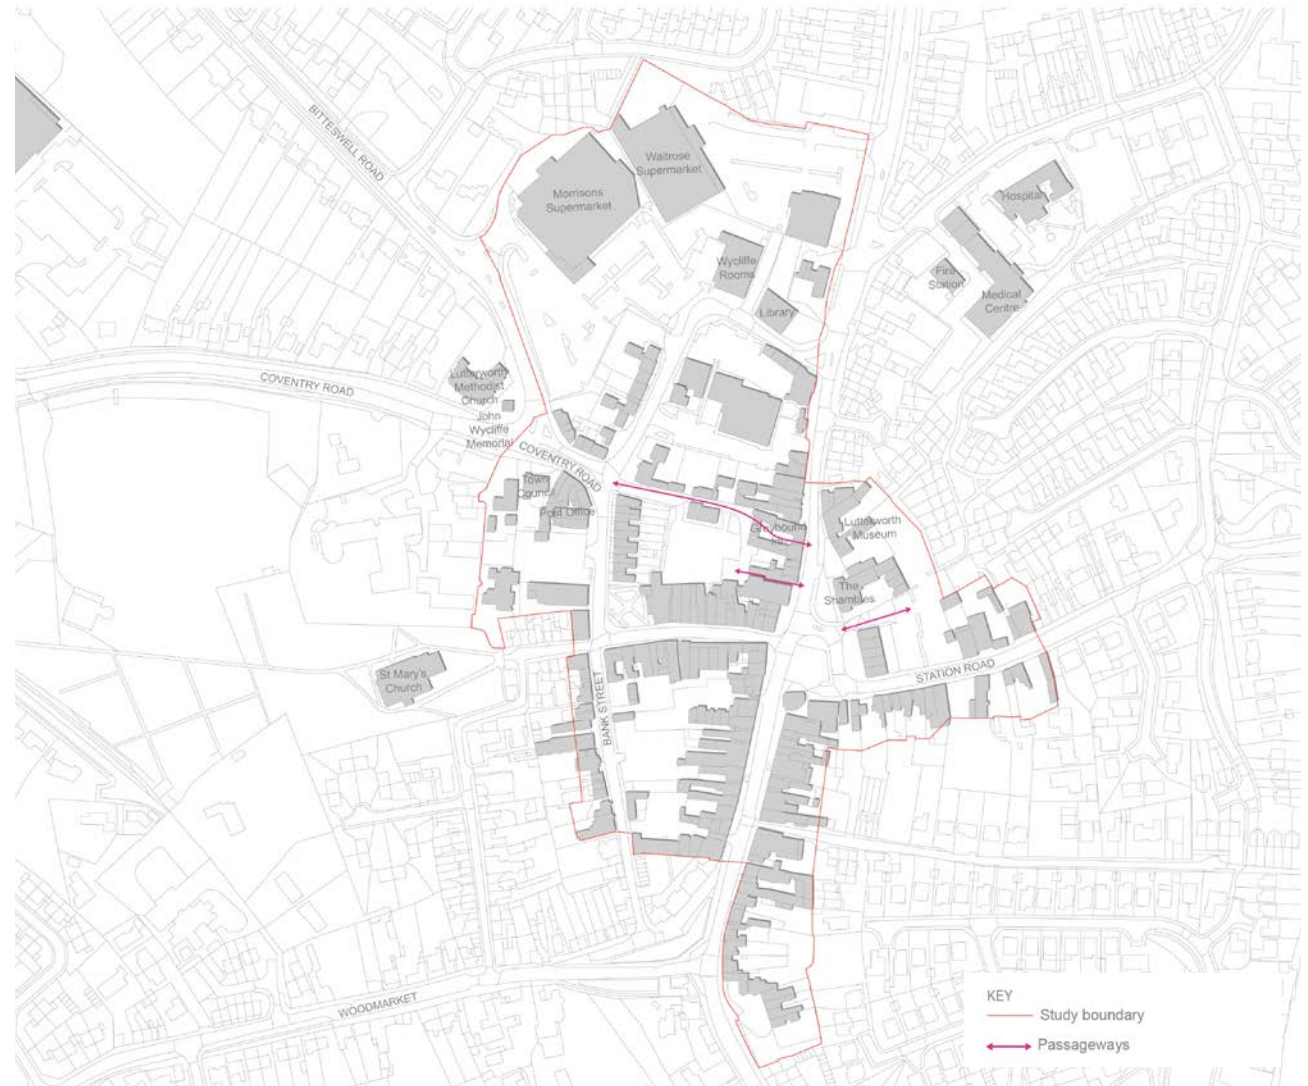 BITTESWELL ROAD
Waitrose
Supermarket
Morrisons
Supermarket
Hospital
Wycliffe
Rooms
Fire
Station
Medical
Centre
Library
COVENTRY ROAD
Lutterworth
Methodist
Church
John
Wycliffe
Memorial
COVENTRY ROAD
Town
Council
Post Office
Greyhound
Inn
Lutterworth
Museum
The
Shambles
St Mary's
Church
BANK STREET
STATION ROAD
WOODMARKET
KEY
Study boundary
Passageways